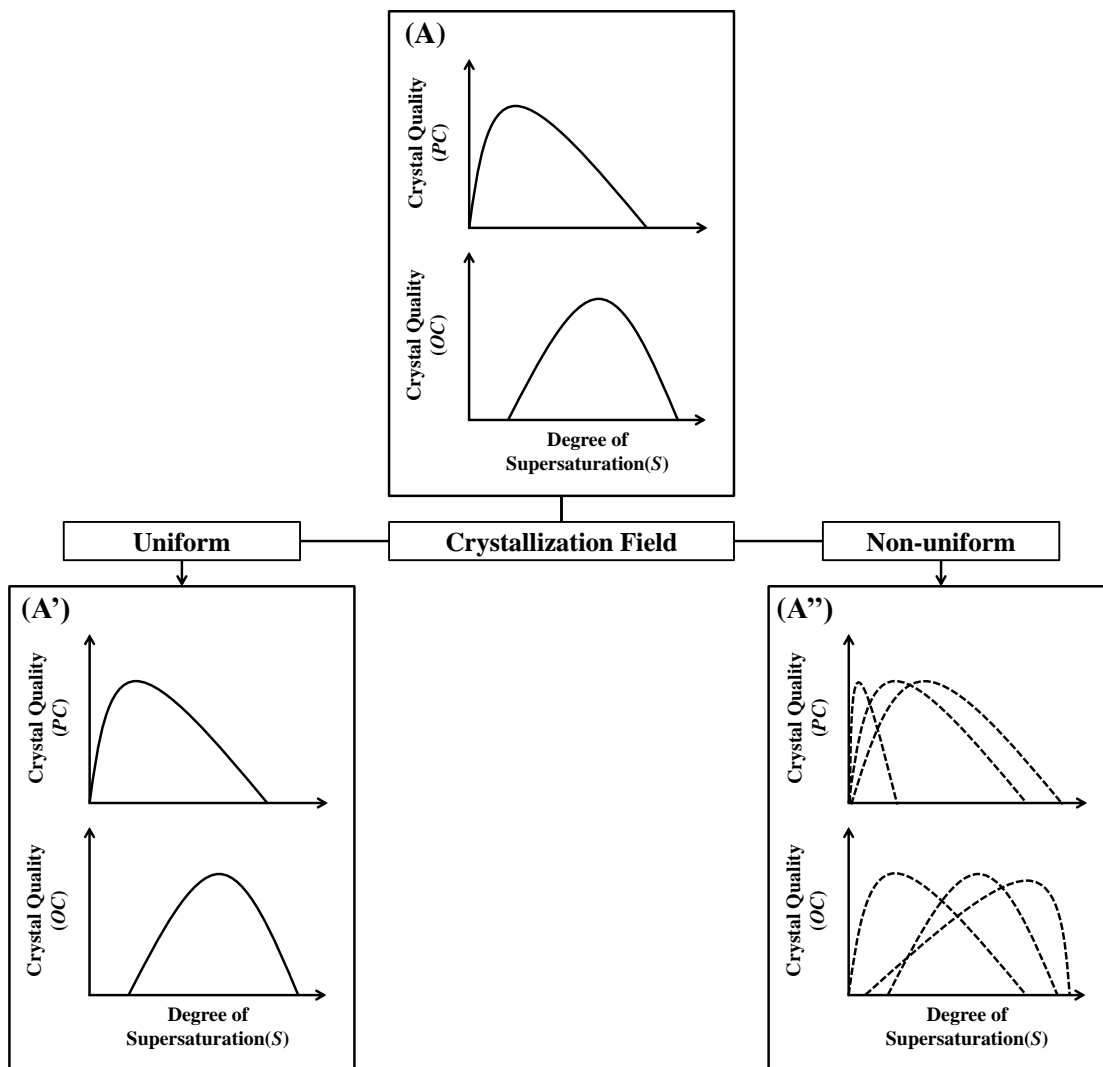 (A)
Crystal Quality
(PC)
Crystal Quality
(OC)
Degree of
Supersaturation(S)
Uniform
Crystallization Field
Non-uniform
(A’)
Crystal Quality
(PC)
Crystal Quality
(OC)
Degree of
Supersaturation(S)
(A’’)
Crystal Quality
(PC)
Crystal Quality
(OC)
Degree of
Supersaturation(S)